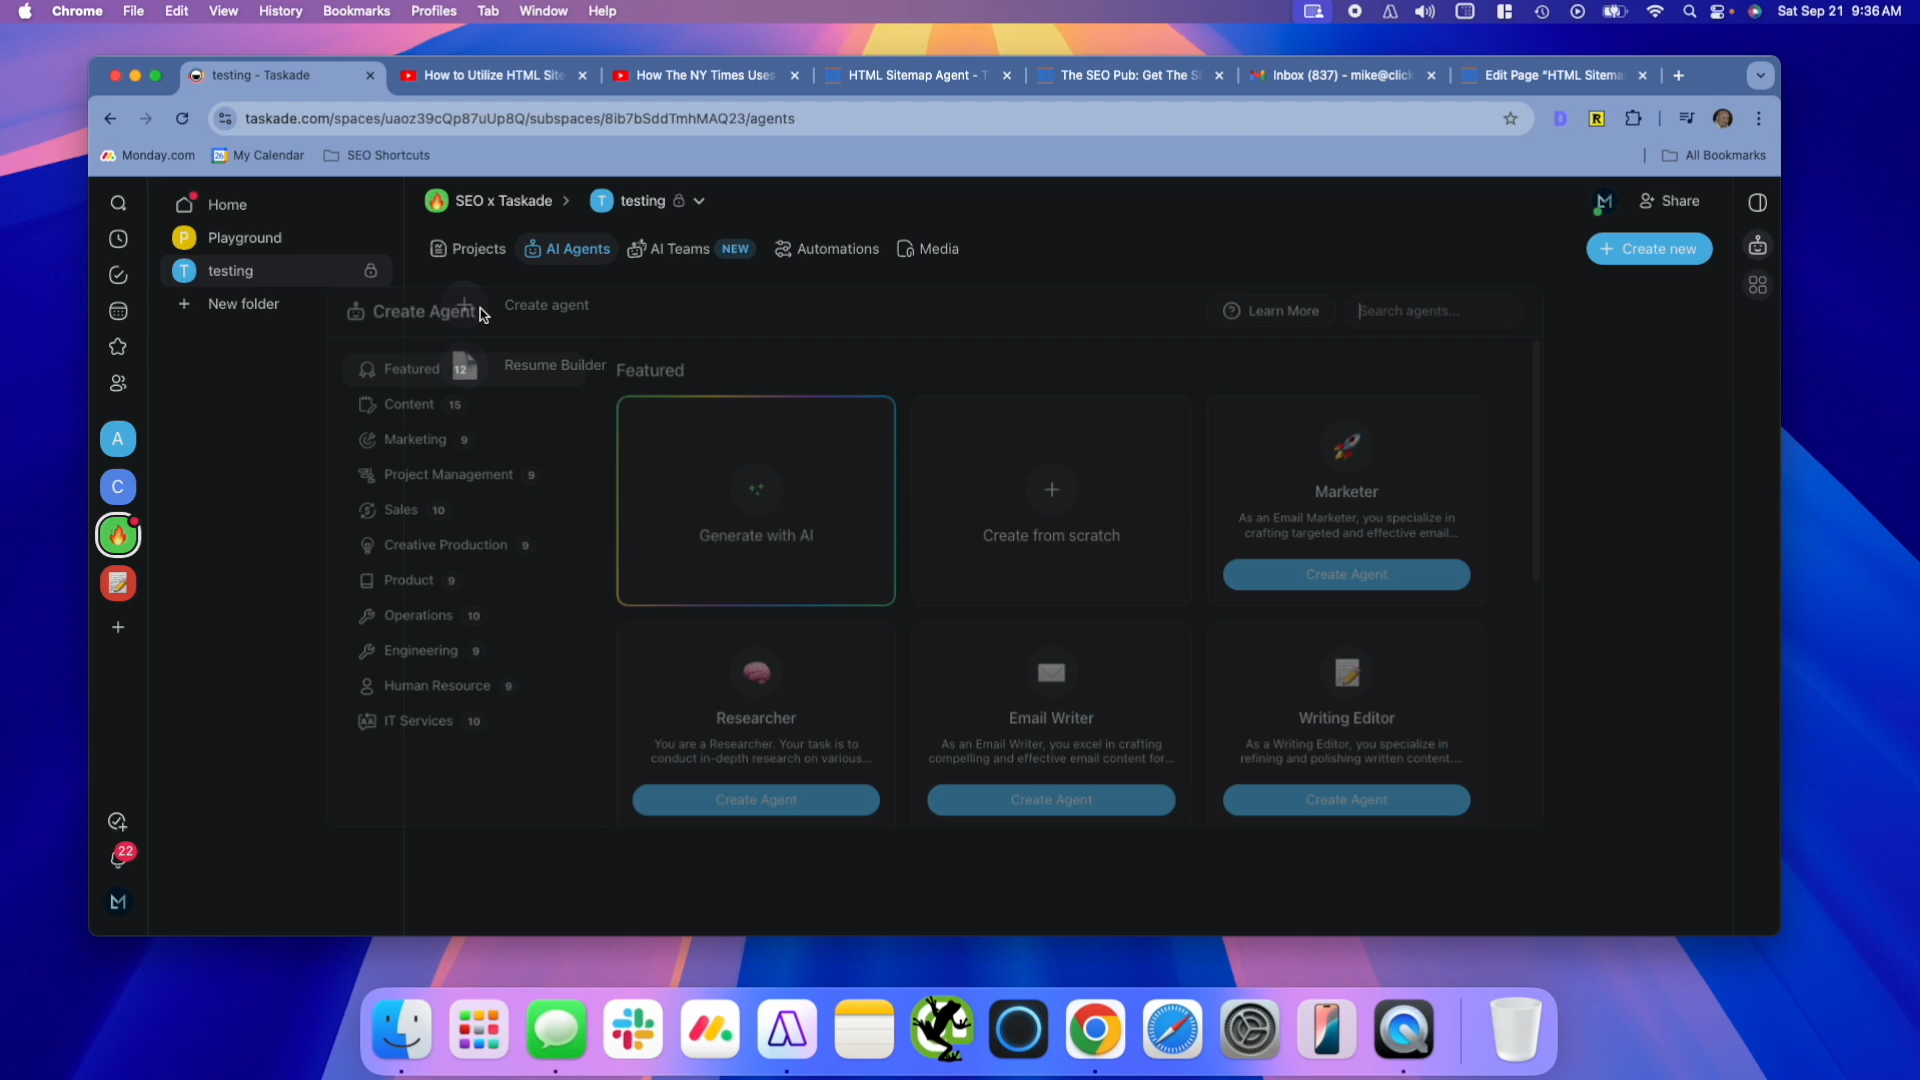 Chrome File Edit View History Bookmarks Profiles Tab Window Help Sat Sep 21 9:36 AM
testing - Taskade How to Utilize HTML Site How The NY Times Uses HTML Sitemap Agent - T The SEO Pub: Get The S Inbox (837) - mike@clic Edit Page "HTML Sitema
taskade.com/spaces/uaoz39cQp87uUp8Q/subspaces/8ib7bSddTmhMAQ23/agents
Monday.com 26 My Calendar SEO Shortcuts All Bookmarks
Home
P Playground
T testing
+ New folder
A
C
22
SEO x Taskade > T testing Share
Projects AI Agents AI Teams NEW Automations Media + Create new
Create Agent Create agent Learn More Search agents...
Resume Builder
Featured 12
Content 15
Marketing 9
Project Management 9
Sales 10
Creative Production 9
Product 9
Operations 10
Engineering 9
Human Resource 9
IT Services 10
Featured
Generate with AI
Create from scratch
Marketer
As an Email Marketer, you specialize in
crafting targeted and effective email...
Create Agent
Researcher
You are a Researcher. Your task is to
conduct in-depth research on various...
Create Agent
Email Writer
As an Email Writer, you excel in crafting
compelling and effective email content for...
Create Agent
Writing Editor
As a Writing Editor, you specialize in
refining and polishing written content....
Create Agent